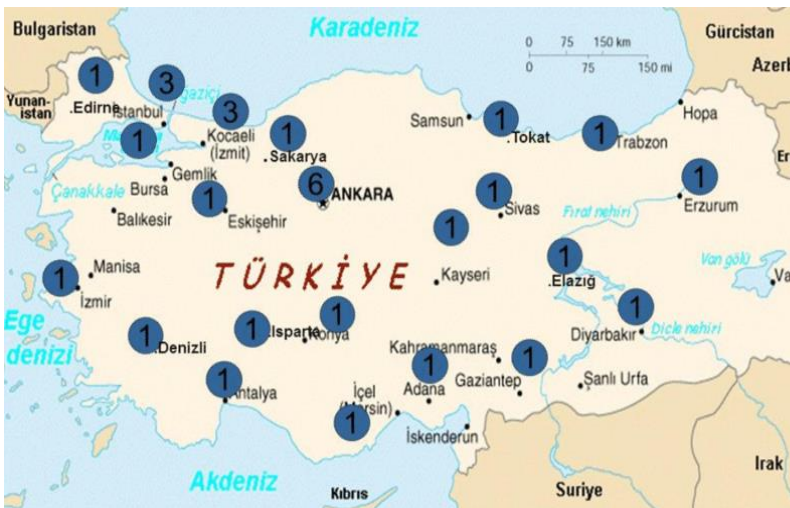 Bulgaristan
Karadeniz
Gürcistan
0 75 150 km
0 75 150 mi
Azerb
1
3
Yunan-
istan
.Edirne
ğaziçi
İstanbul
3
Kocaeli
(İzmit)
1
1
Sakarya
Samsun
1
Tokat
1
Trabzon
Hopa
Er
Gemlik
Çanakkale
Bursa
6
ANKARA
1
Eskişehir
Balıkesir
1
Sivas
1
Erzurum
Fırat nehiri
1
Manisa
1
İzmir
TÜRKİYE
Kayseri
1
Elazığ
Van gölü
Va
Ege
denizi
1
Denizli
1
Isparta
1
Konya
1
Diyarbakır
Dicle nehiri
Kahramanmaraş
1
1
Adana
Gaziantep
Şanlı Urfa
1
Antalya
İçel
(Mersin)
1
İskenderun
Akdeniz
Kıbrıs
Suriye
Irak